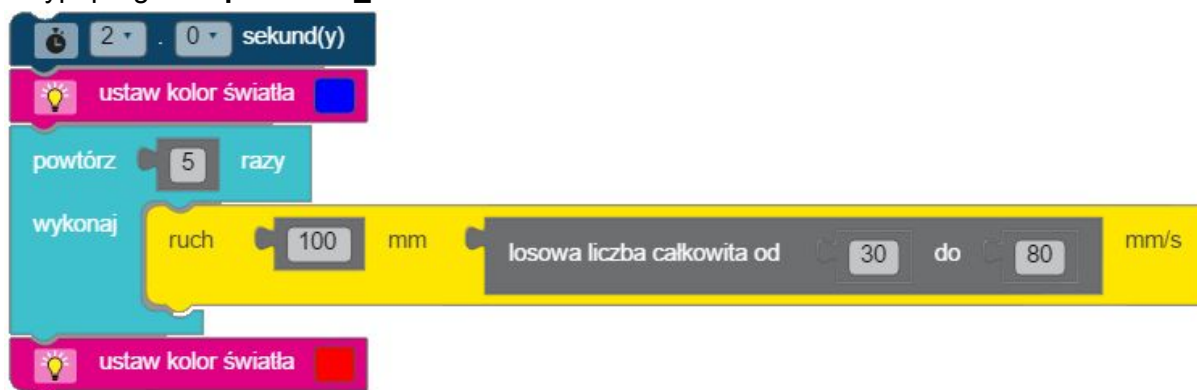 2 . 0 sekund(y)
ustaw kolor światła
powtórz 5 razy
wykonaj ruch 100 mm losowa liczba całkowita od 30 do 80 mm/s
ustaw kolor światła